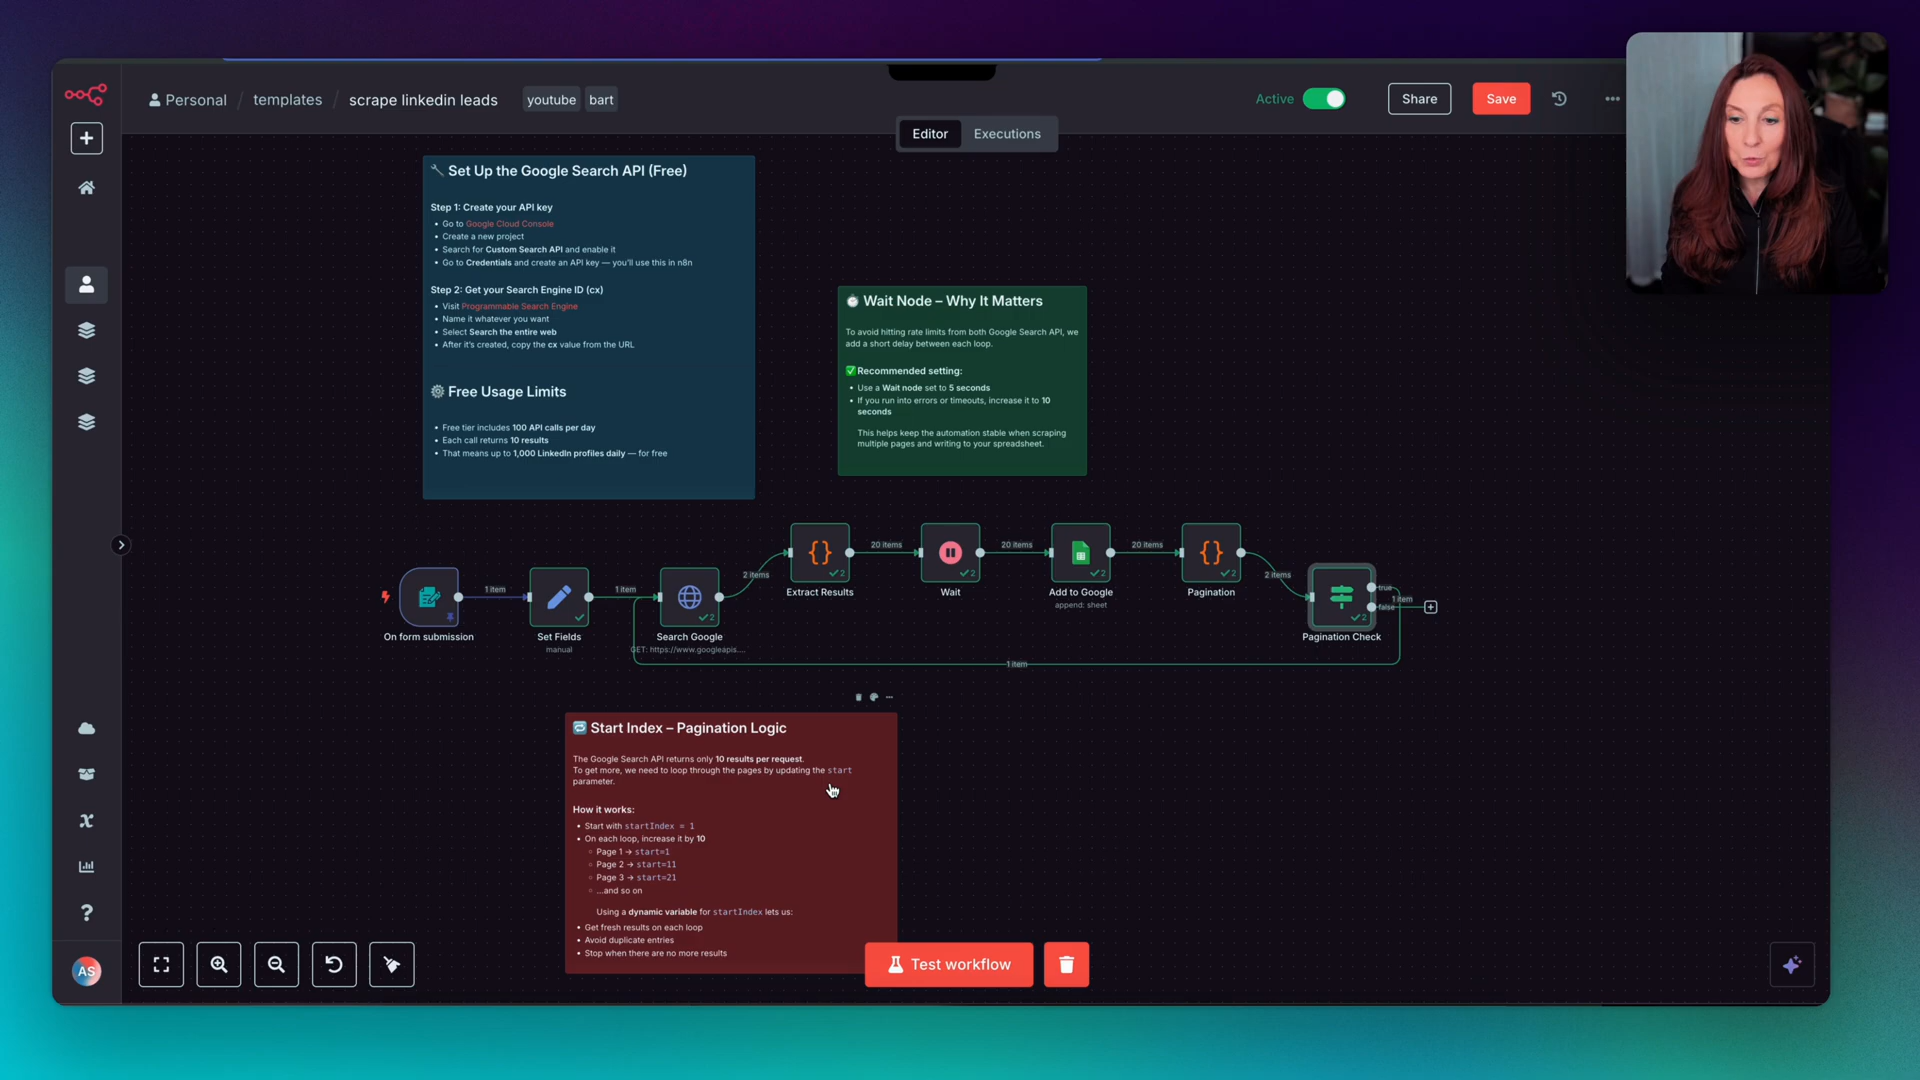 Personal / templates / scrape linkedin leads youtube bart
Active Share Save
Editor Executions
Set Up the Google Search API (Free)
Step 1: Create your API key
• Go to Google Cloud Console
• Create a new project
• Search for Custom Search API and enable it
• Go to Credentials and create an API key — you'll use this in n8n
Step 2: Get your Search Engine ID (cx)
• Visit Programmable Search Engine
• Name it whatever you want
• Select Search the entire web
• After it's created, copy the cx value from the URL
Free Usage Limits
• Free tier includes 100 API calls per day
• Each call returns 10 results
• That means up to 1,000 LinkedIn profiles daily — for free
Wait Node – Why It Matters
To avoid hitting rate limits from both Google Search API, we
add a short delay between each loop.
Recommended setting:
• Use a Wait node set to 5 seconds
• If you run into errors or timeouts, increase it to 10
seconds
This helps keep the automation stable when scraping
multiple pages and writing to your spreadsheet.
On form submission
1 item
Set Fields
manual
1 item
Search Google
GET: https://www.googleapis....
2
2 items
Extract Results
2
20 items
Wait
2
20 items
Add to Google
append: sheet
2
20 items
Pagination
2
2 items
Pagination Check
2
true
false
1 item
1 item
Start Index – Pagination Logic
The Google Search API returns only 10 results per request.
To get more, we need to loop through the pages by updating the start
parameter.
How it works:
• Start with startIndex = 1
• On each loop, increase it by 10
Page 1 → start=1
Page 2 → start=11
Page 3 → start=21
...and so on
Using a dynamic variable for startIndex lets us:
• Get fresh results on each loop
• Avoid duplicate entries
• Stop when there are no more results
Test workflow
AS